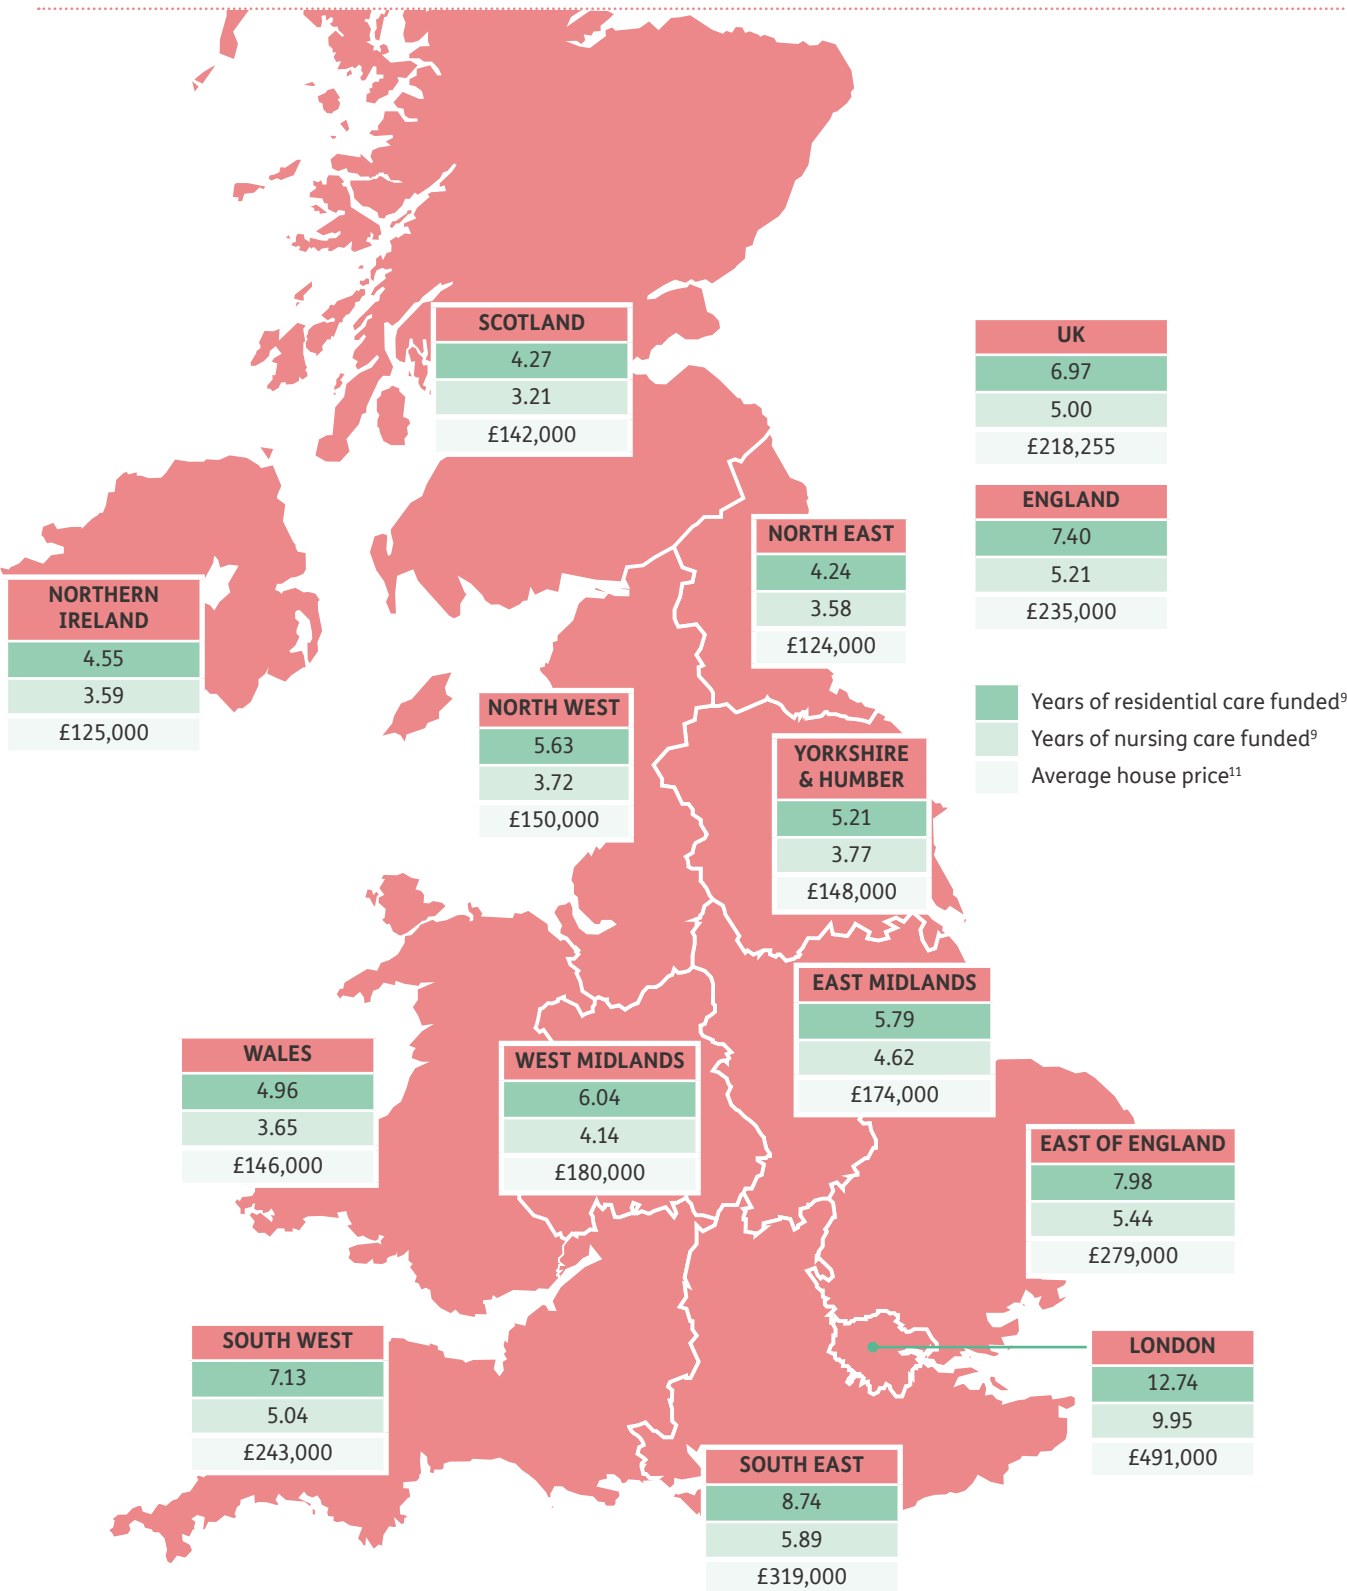 SCOTLAND
4.27
3.21
£142,000
UK
6.97
5.00
£218,255
ENGLAND
7.40
5.21
£235,000
NORTH EAST
4.24
3.58
£124,000
NORTHERN
IRELAND
4.55
3.59
£125,000
Years of residential care funded⁹
Years of nursing care funded⁹
Average house price¹¹
NORTH WEST
5.63
3.72
£150,000
YORKSHIRE
& HUMBER
5.21
3.77
£148,000
EAST MIDLANDS
5.79
4.62
£174,000
WALES
4.96
3.65
£146,000
WEST MIDLANDS
6.04
4.14
£180,000
EAST OF ENGLAND
7.98
5.44
£279,000
SOUTH WEST
7.13
5.04
£243,000
LONDON
12.74
9.95
£491,000
SOUTH EAST
8.74
5.89
£319,000